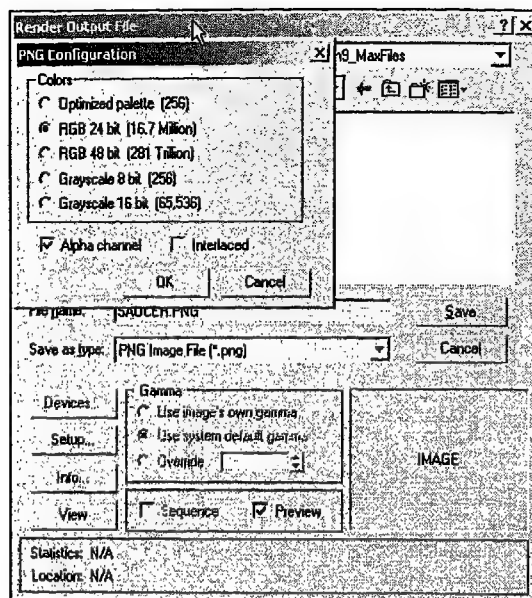 Render Output File
PNG Configuration
n9_MaxFiles
Colors
Optimized palette (256)
RGB 24 bit (16.7 Million)
RGB 48 bit (281 Trillion)
Grayscale 8 bit (256)
Grayscale 16 bit (65,536)
Alpha channel
Interlaced
OK
Cancel
File name:
SAUCER.PNG
Save
Save as type:
PNG Image File (*.png)
Cancel
Devices...
Setup...
Info...
View
Gamma
Use image's own gamma
Use system default gamma
Override
Sequence
Preview
IMAGE
Statistics: N/A
Location: N/A